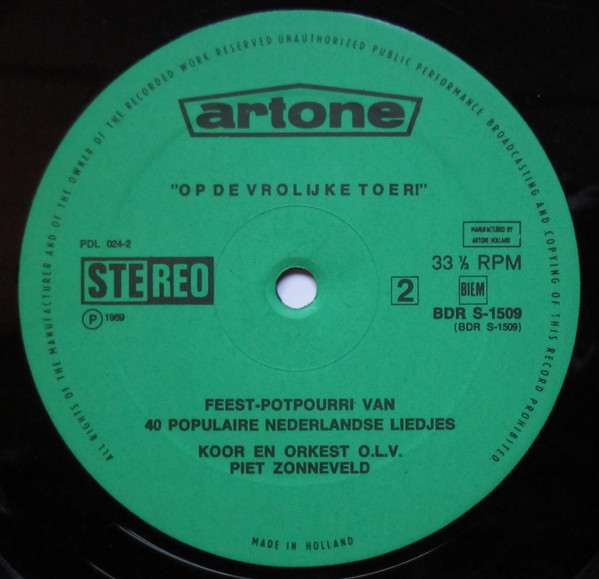 ALL RIGHTS OF THE MANUFACTURER AND OF THE OWNER OF THE RECORDED WORK RESERVED UNAUTHORIZED PUBLIC PERFORMANCE BROADCASTING AND COPYING OF THIS RECORD PROHIBITED
artone
"OP DE VROLIJKE TOER!"
MANUFACTURED BY
ARTONE HOLLAND
PDL 024-2
STEREO
33 ⅓ RPM
2
BIEM
P 1969
BDR S-1509
(BDR S-1509)
FEEST-POTPOURRI VAN
40 POPULAIRE NEDERLANDSE LIEDJES
KOOR EN ORKEST O.L.V.
PIET ZONNEVELD
MADE IN HOLLAND